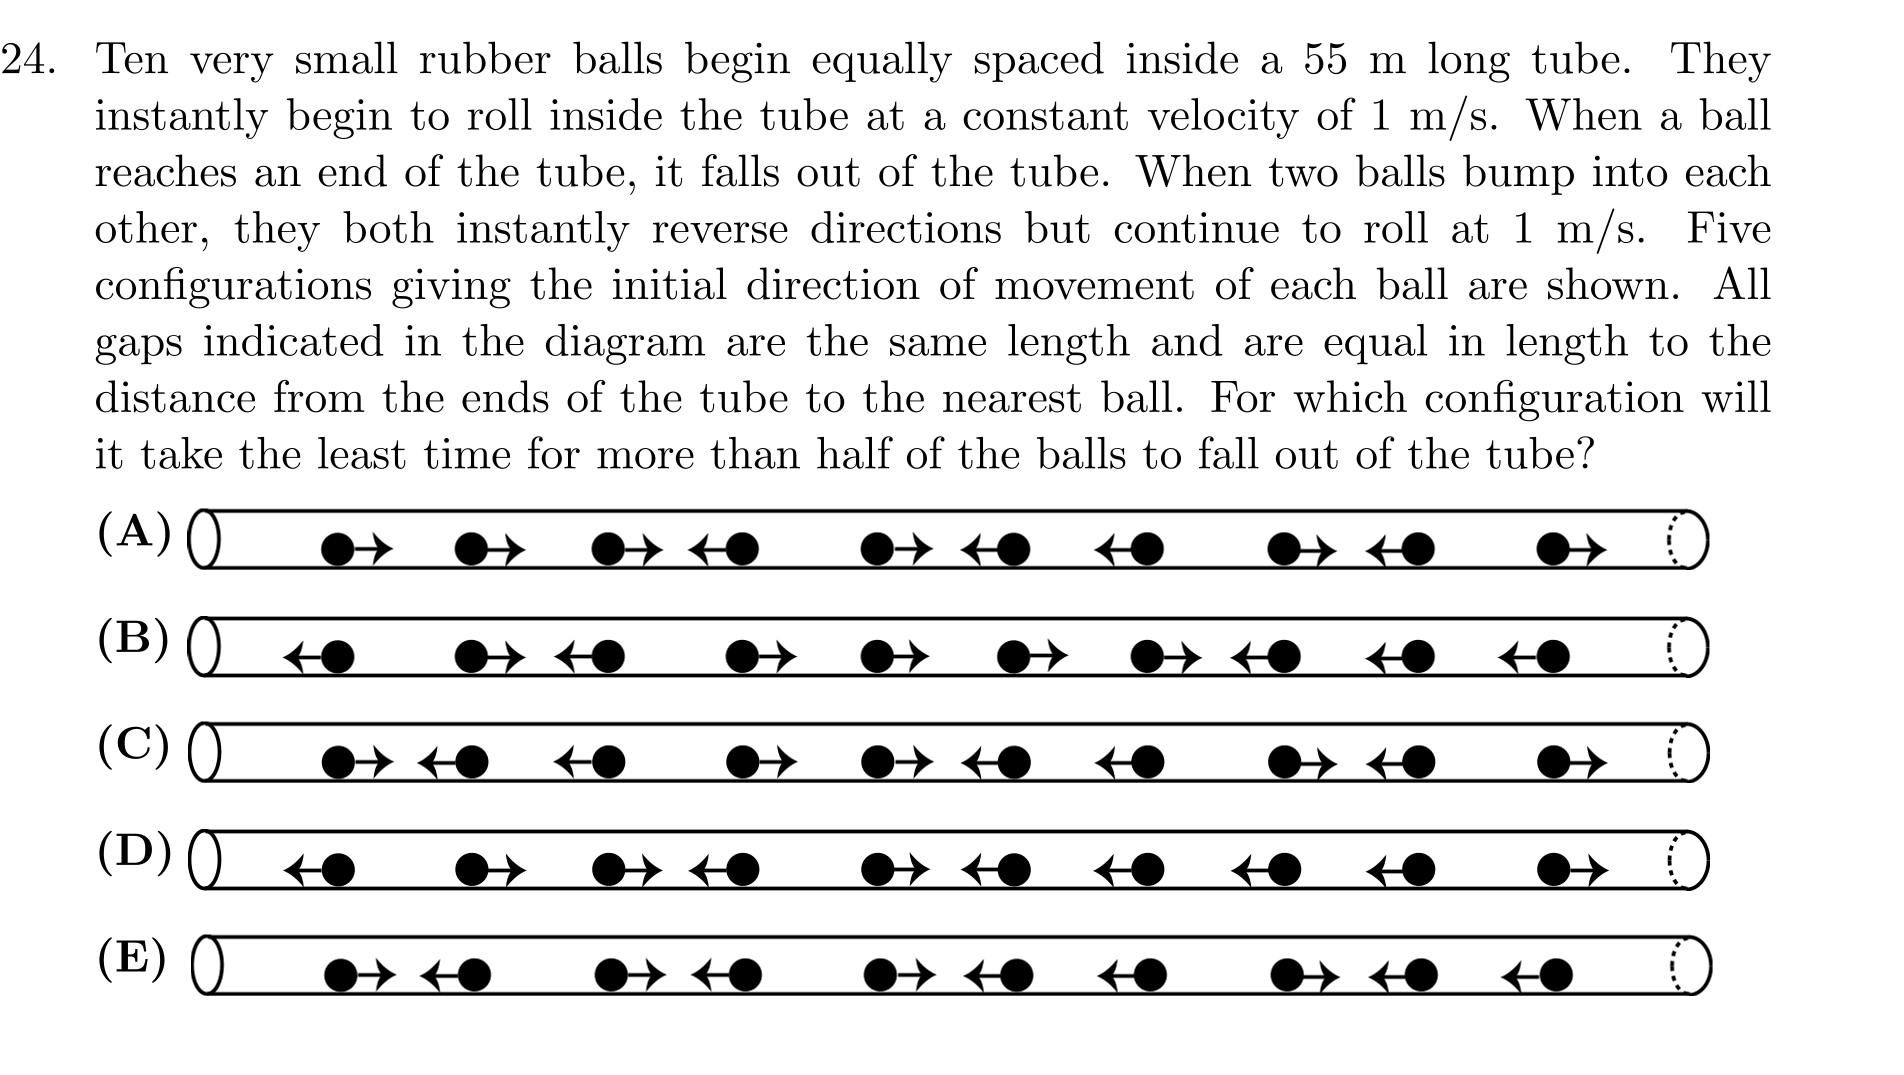 24. Ten very small rubber balls begin equally spaced inside a 55 m long tube. They
instantly begin to roll inside the tube at a constant velocity of 1 m/s. When a ball
reaches an end of the tube, it falls out of the tube. When two balls bump into each
other, they both instantly reverse directions but continue to roll at 1 m/s. Five
configurations giving the initial direction of movement of each ball are shown. All
gaps indicated in the diagram are the same length and are equal in length to the
distance from the ends of the tube to the nearest ball. For which configuration will
it take the least time for more than half of the balls to fall out of the tube?
(A)
(B)
(C)
(D)
(E)